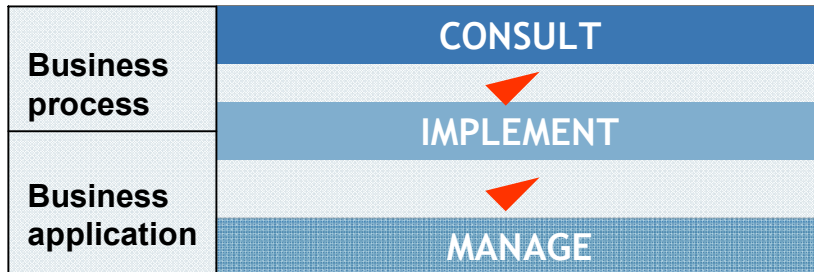 CONSULT
Business
process
IMPLEMENT
Business
application
MANAGE